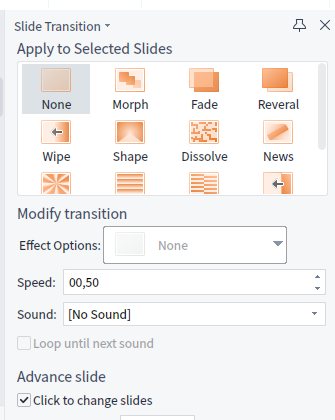 Slide Transition
Apply to Selected Slides
None Morph Fade Reveral
Wipe Shape Dissolve News
Modify transition
Effect Options: None
Speed: 00,50
Sound: [No Sound]
Loop until next sound
Advance slide
Click to change slides